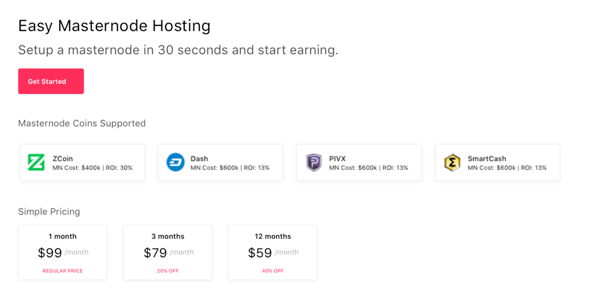 Easy Masternode Hosting
Setup a masternode in 30 seconds and start earning.
Get Started
Masternode Coins Supported
ZCoin
MN Cost: $400k | ROI: 30%
Dash
MN Cost: $600k | ROI: 13%
PIVX
MN Cost: $600k | ROI: 13%
SmartCash
MN Cost: $600k | ROI: 13%
Simple Pricing
1 month
$99 /month
REGULAR PRICE
3 months
$79 /month
20% OFF
12 months
$59 /month
40% OFF